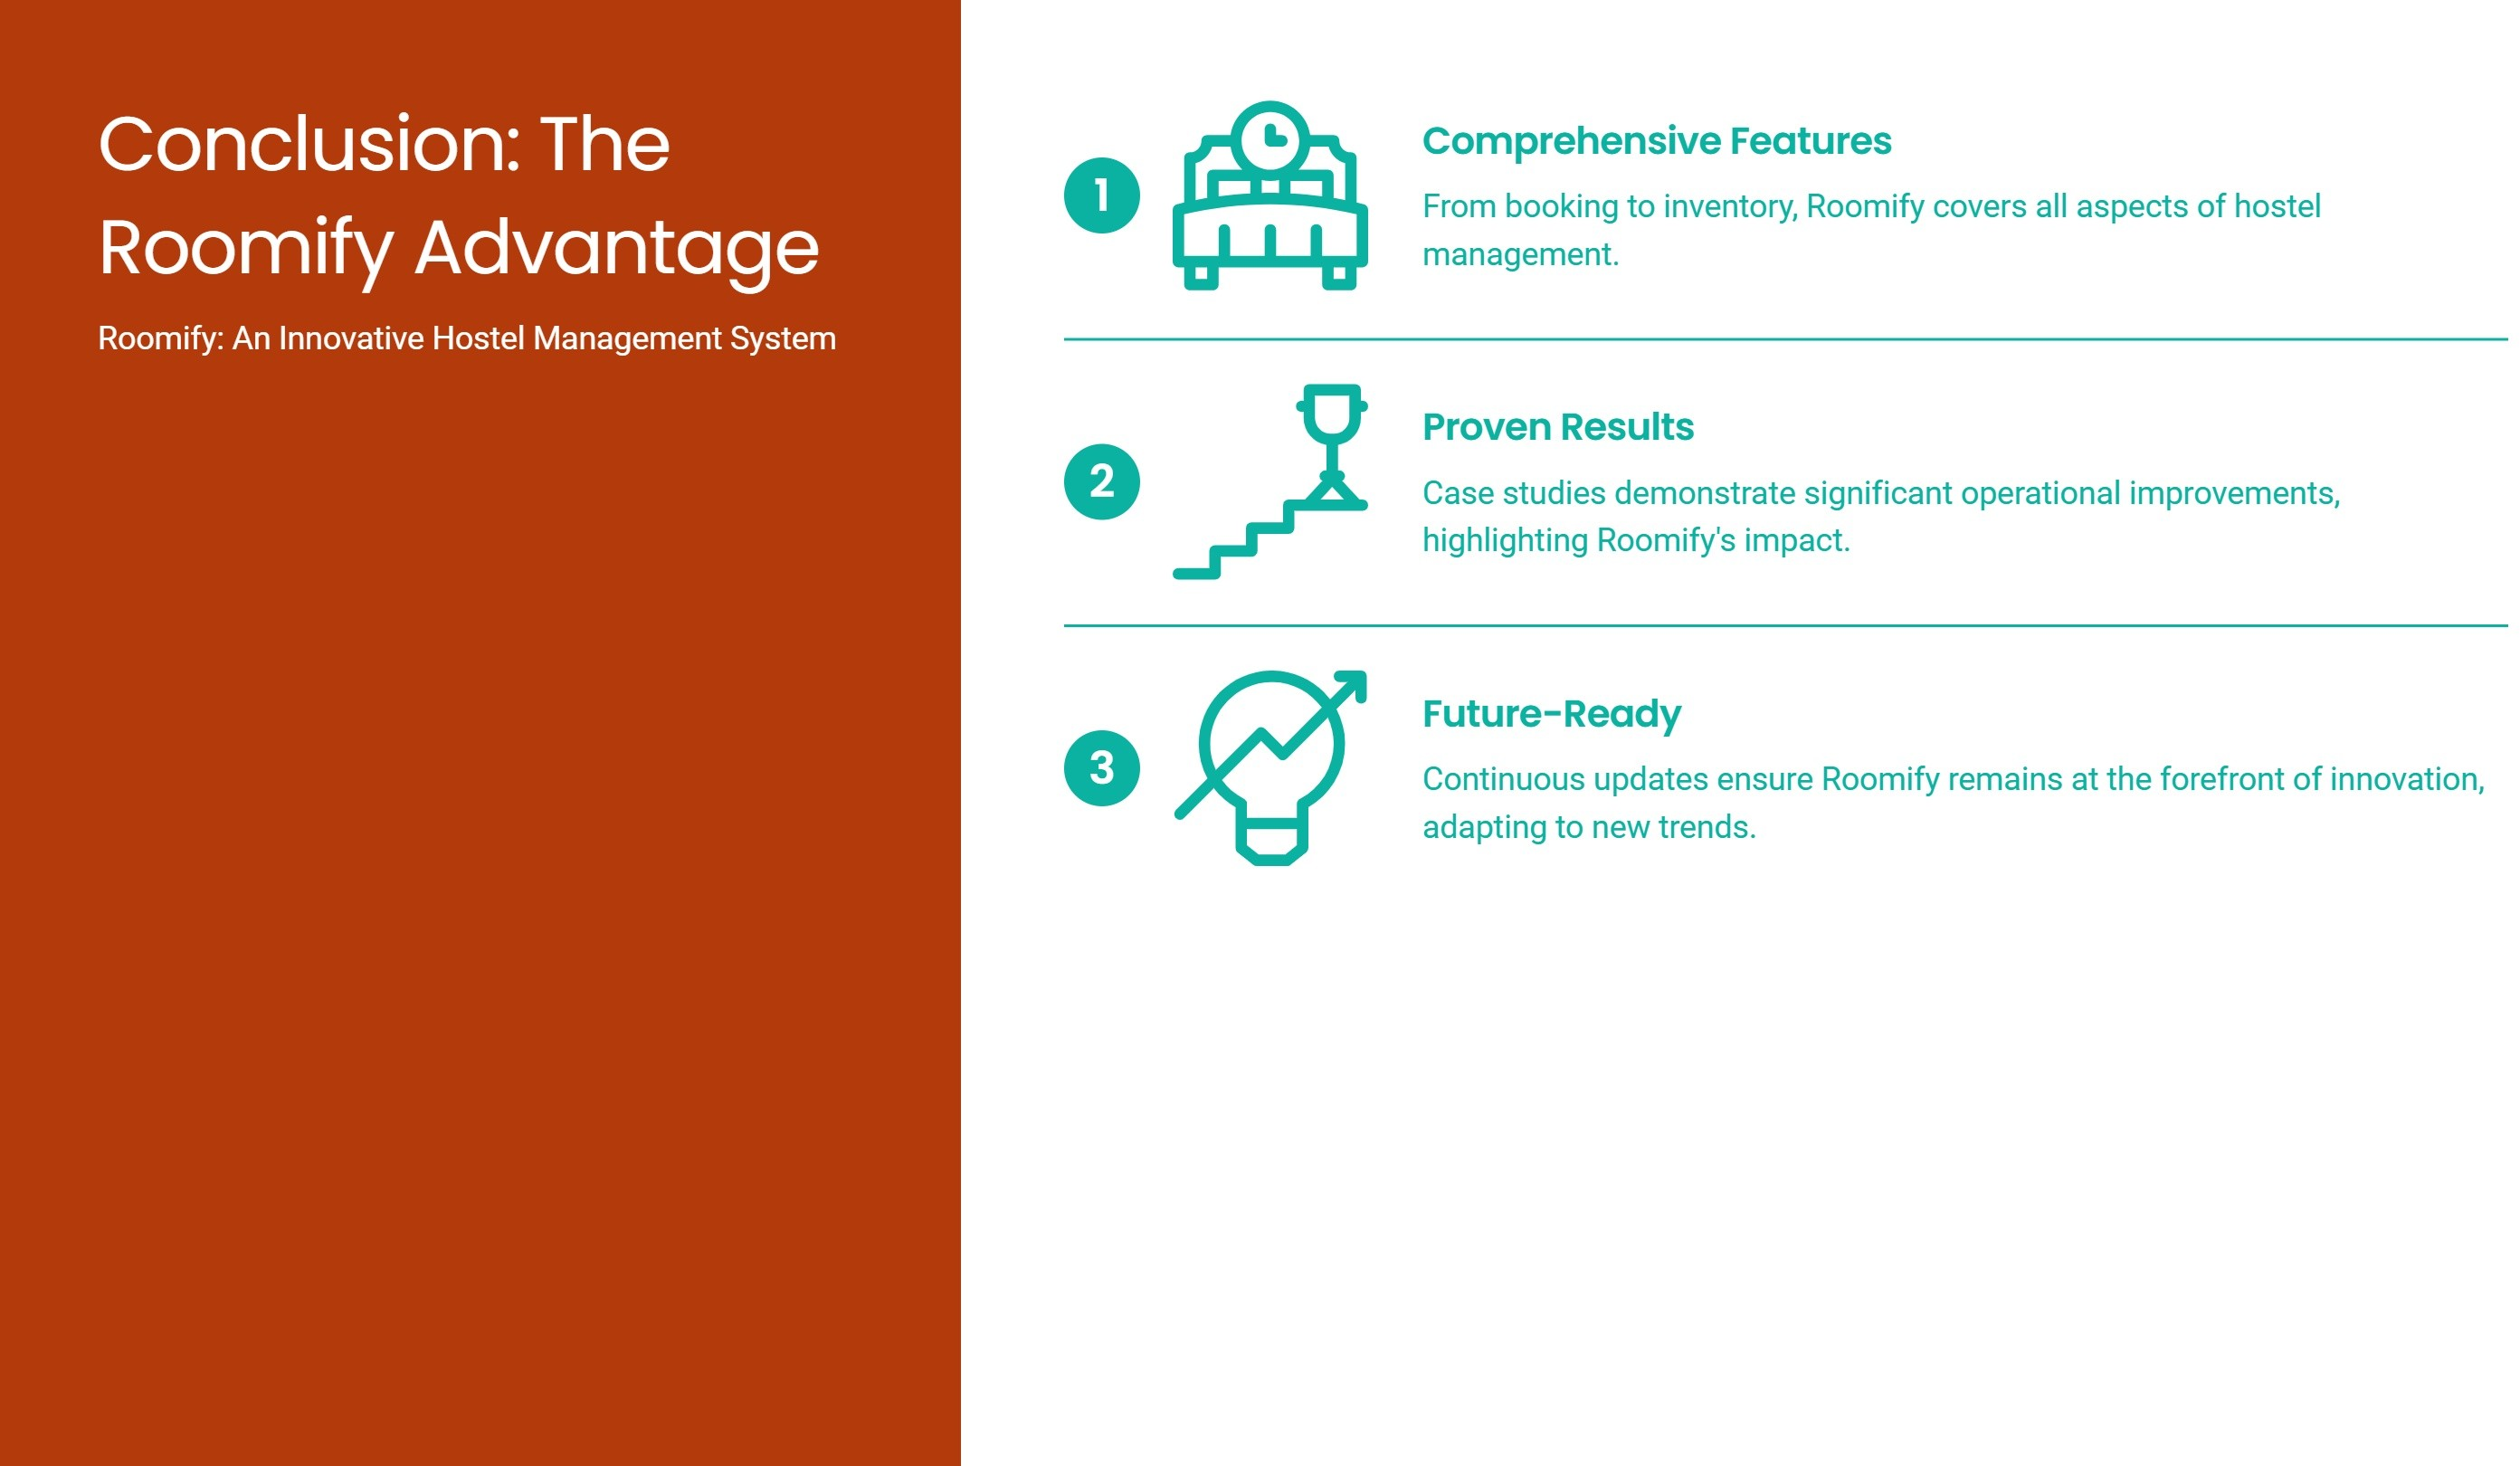 Conclusion: The
Roomify Advantage
Roomify: An Innovative Hostel Management System
1
Comprehensive Features
From booking to inventory, Roomify covers all aspects of hostel
management.
2
Proven Results
Case studies demonstrate significant operational improvements,
highlighting Roomify's impact.
3
Future-Ready
Continuous updates ensure Roomify remains at the forefront of innovation,
adapting to new trends.